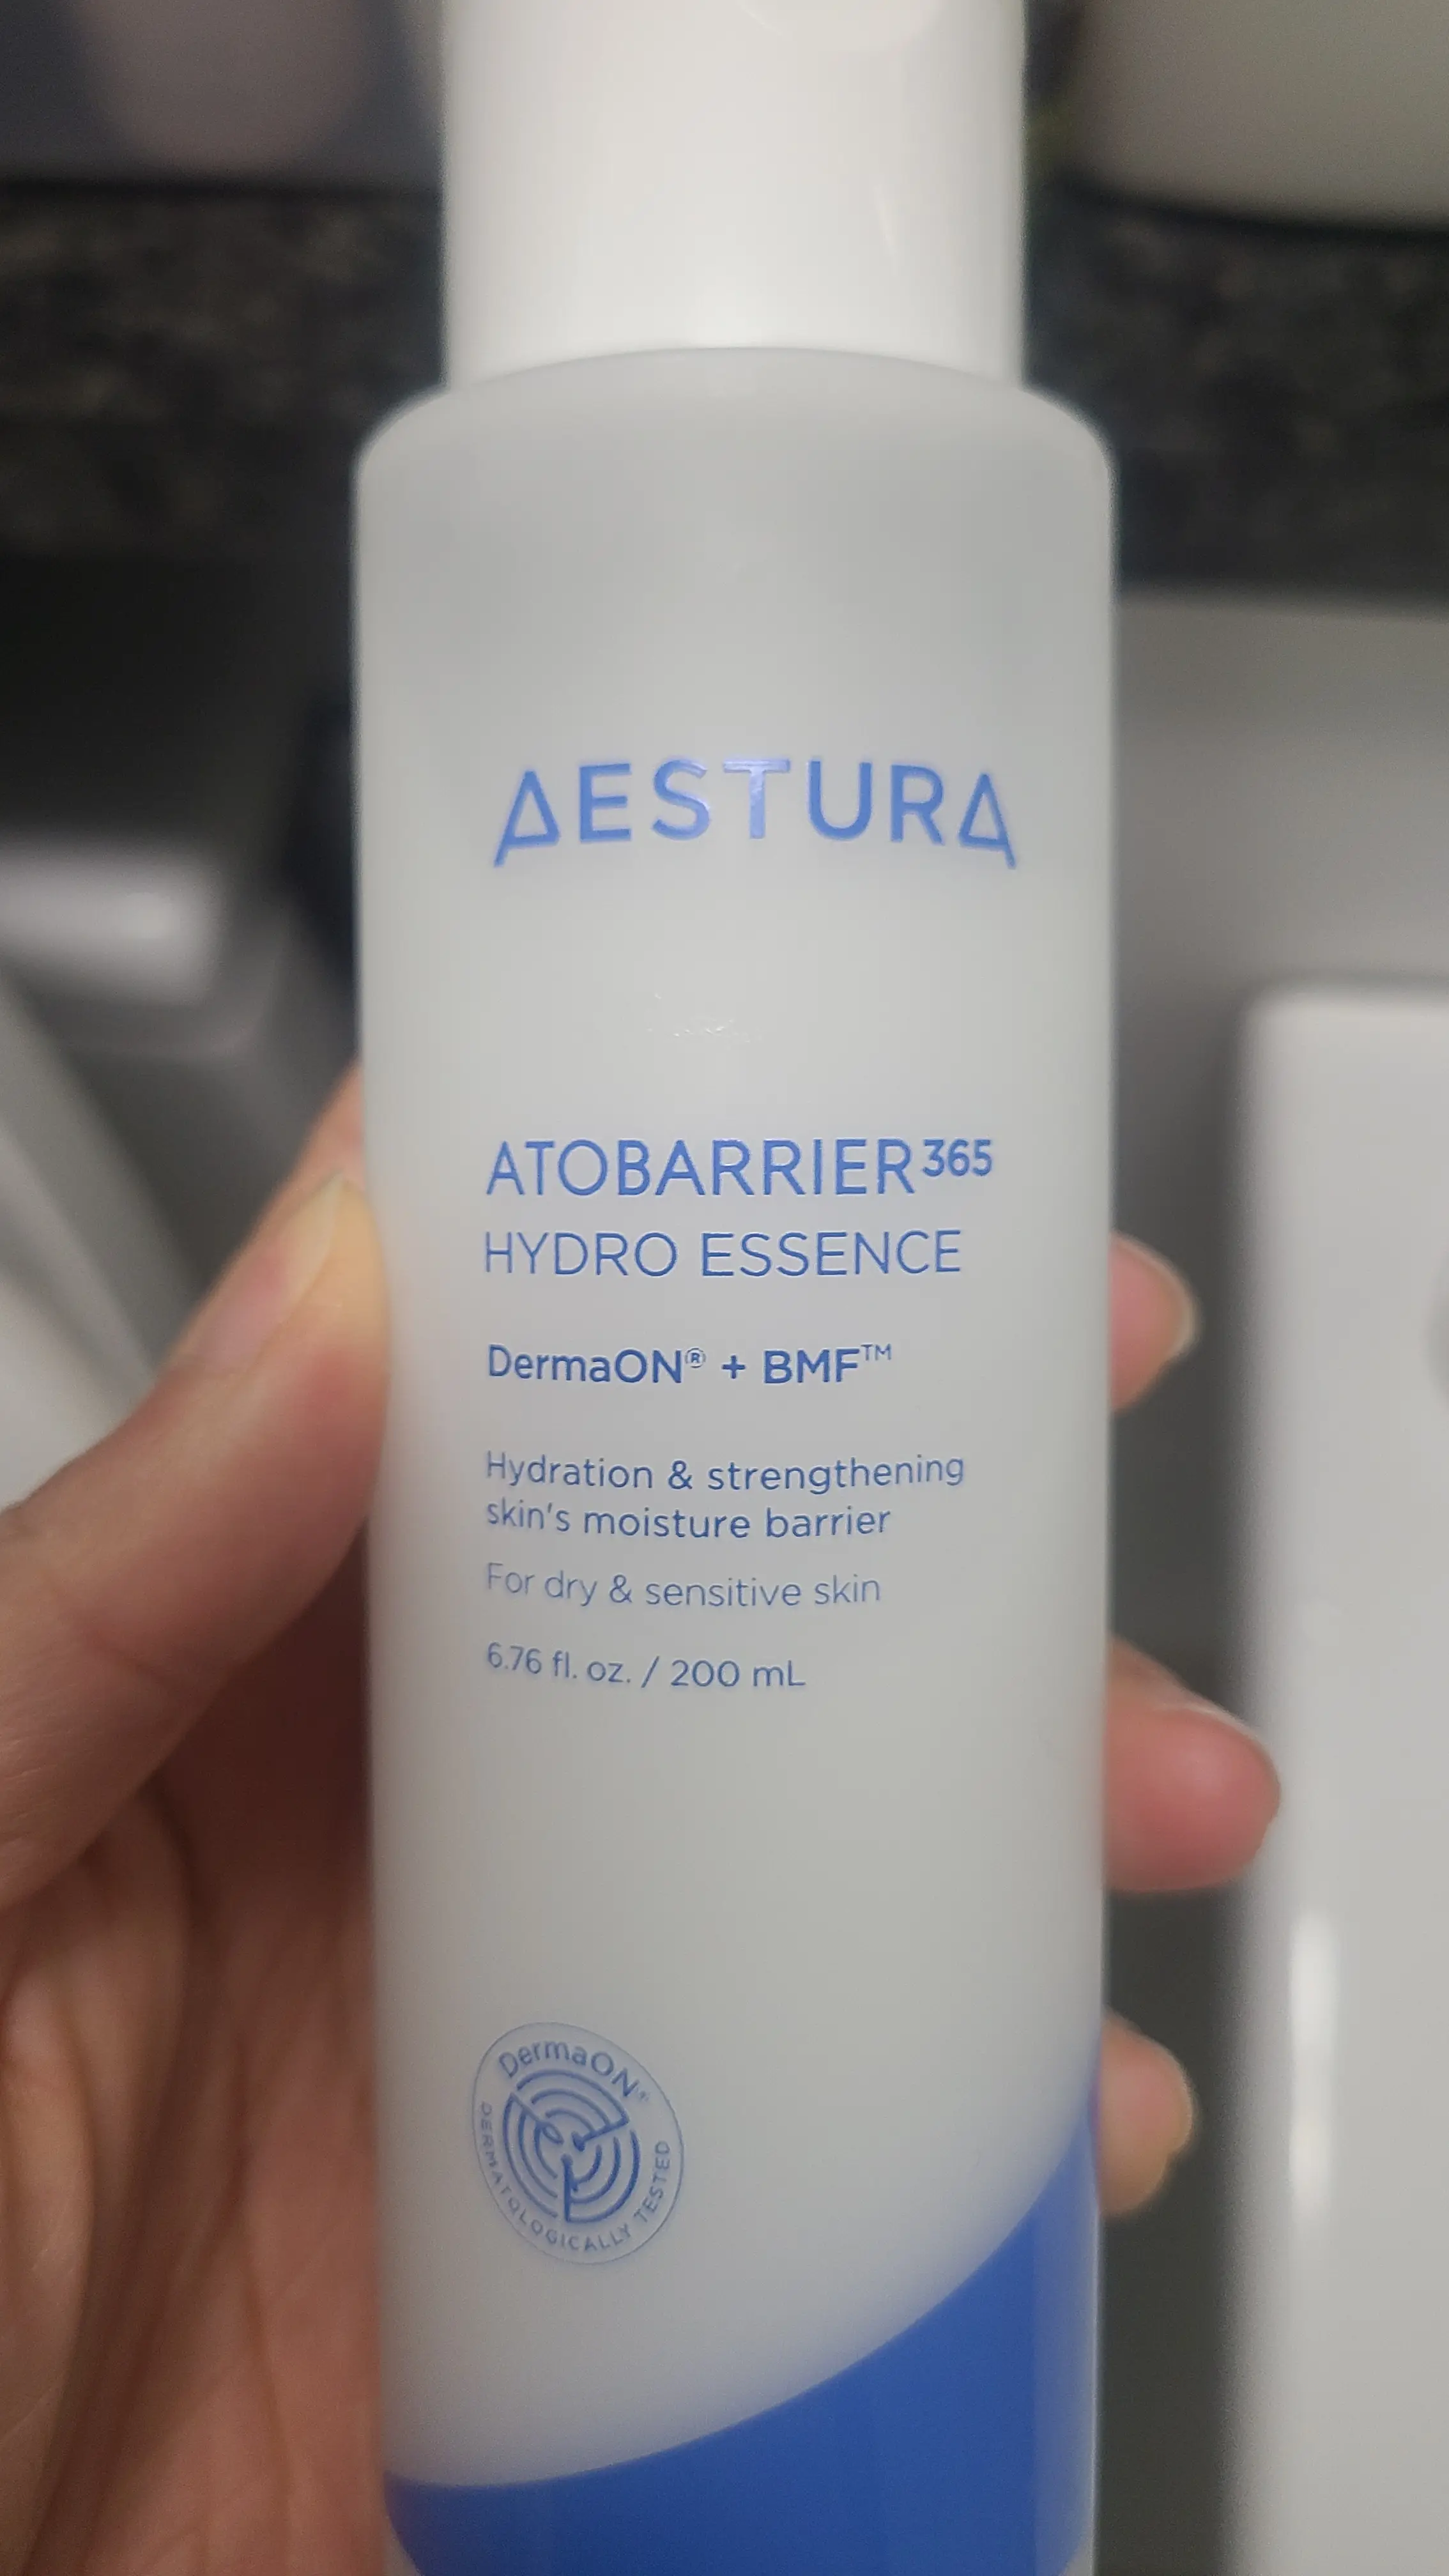 AESTURA
ATOBARRIER365
HYDRO ESSENCE
DermaON® + BMF™
Hydration & strengthening
skin's moisture barrier
For dry & sensitive skin
6.76 fl. oz. / 200 mL
DermaON®
DERMATOLOGICALLY TESTED